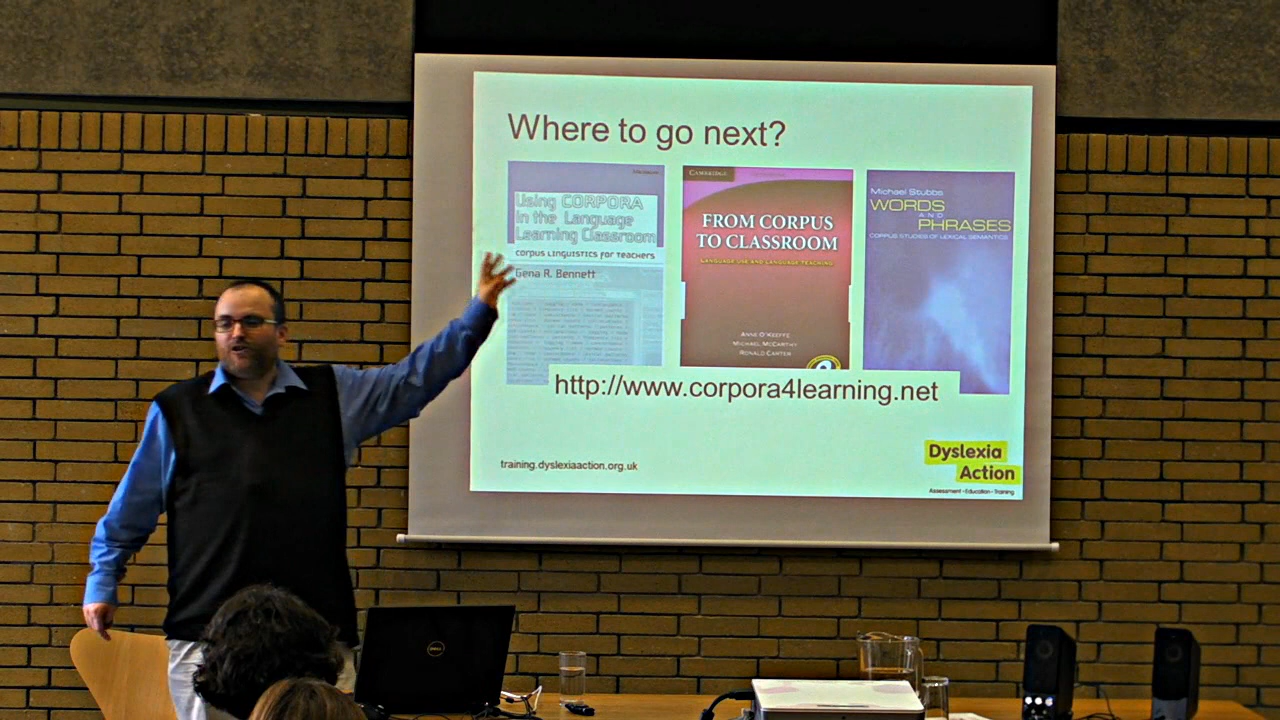 Where to go next?
Using CORPORA
in the Language
Learning Classroom
CORPUS LINGUISTICS FOR TEACHERS
Gena R. Bennett
CAMBRIDGE
FROM CORPUS
TO CLASSROOM
LANGUAGE USE AND LANGUAGE TEACHING
ANNE O'KEEFFE
MICHAEL MCCARTHY
RONALD CARTER
Michael Stubbs
WORDS
AND
PHRASES
CORPUS STUDIES OF LEXICAL SEMANTICS
http://www.corpora4learning.net
training.dyslexiaaction.org.uk
Dyslexia
Action
Assessment • Education • Training
DELL